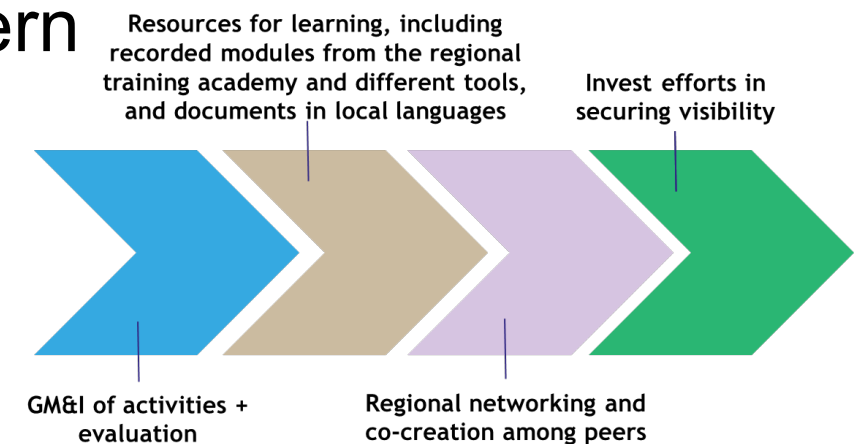 ern
Resources for learning, including
recorded modules from the regional
training academy and different tools,
and documents in local languages
Invest efforts in
securing visibility
GM&I of activities +
evaluation
Regional networking and
co-creation among peers